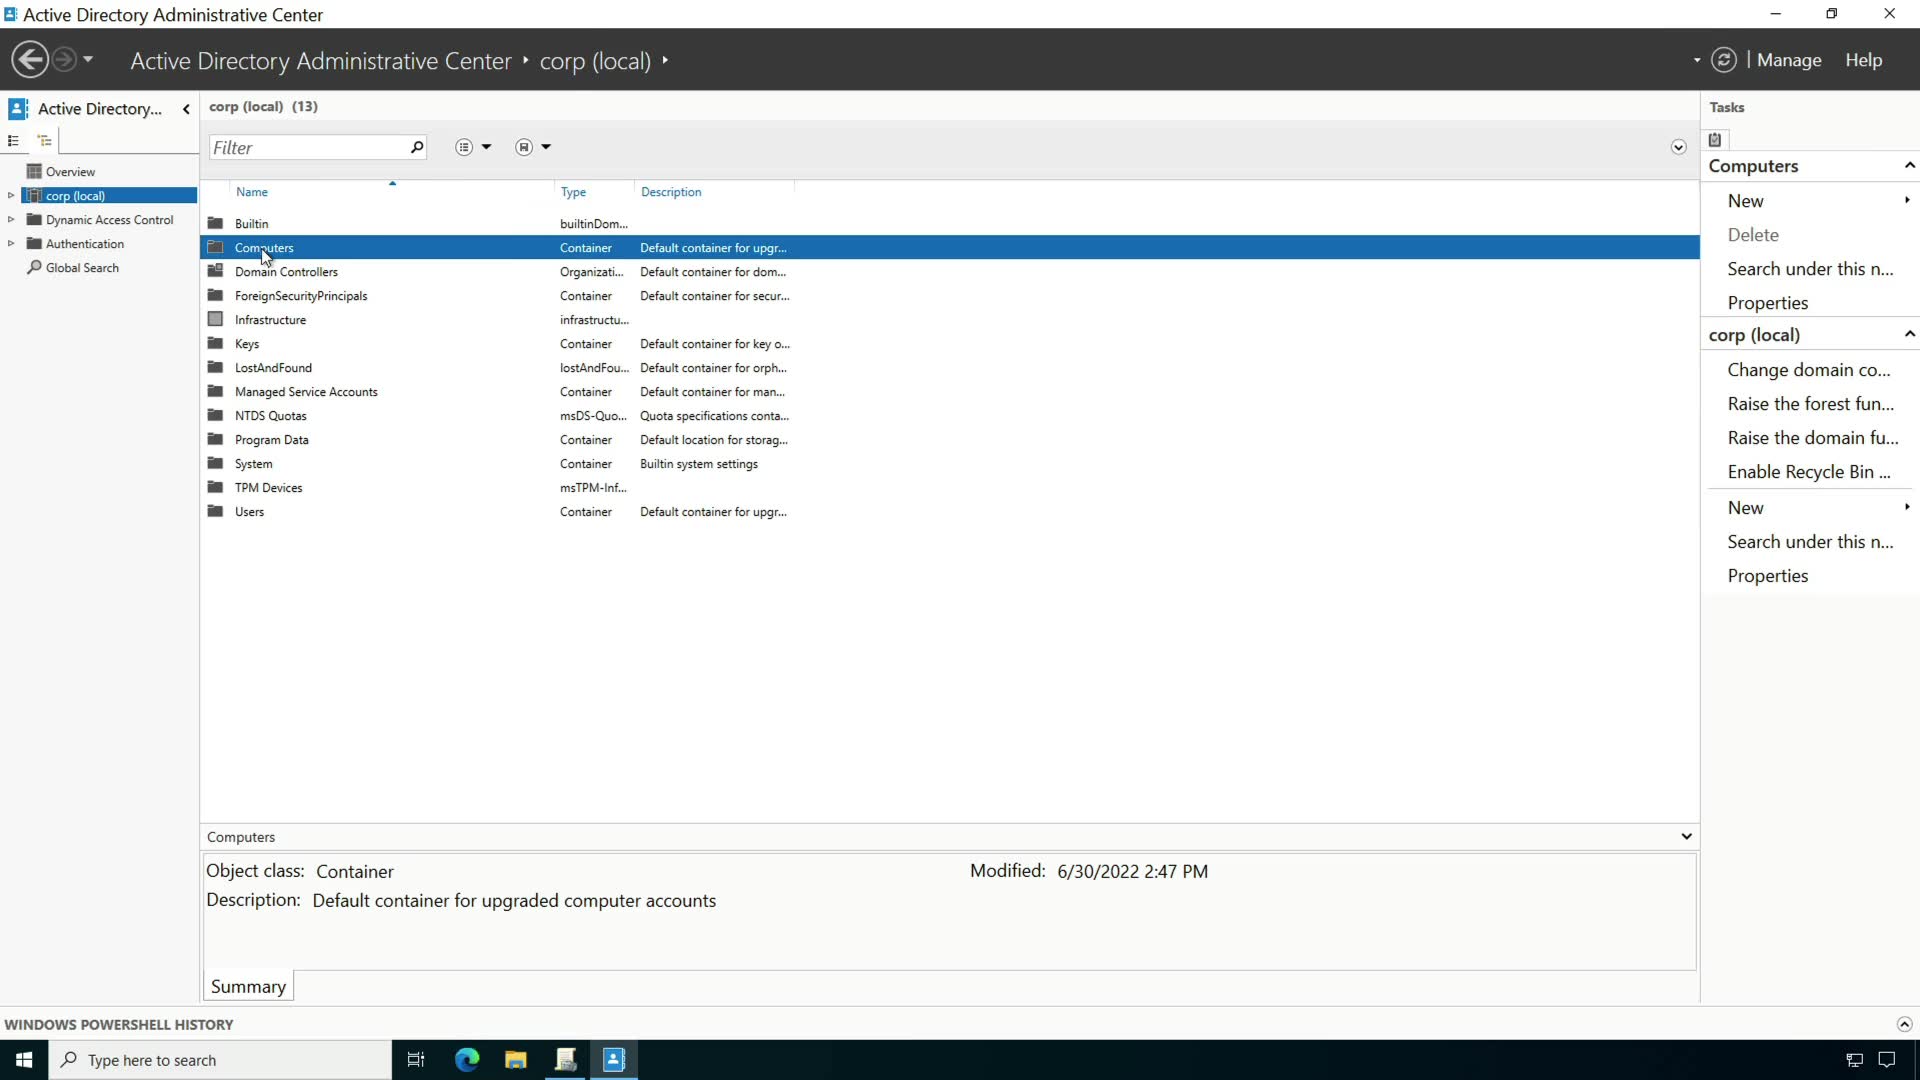 Active Directory Administrative Center
Active Directory Administrative Center corp (local)
Manage Help
Active Directory...
corp (local) (13)
Tasks
Filter
Overview
corp (local)
Dynamic Access Control
Authentication
Global Search
Name Type Description
Builtin builtinDom...
Computers Container Default container for upgr...
Domain Controllers Organizati... Default container for dom...
ForeignSecurityPrincipals Container Default container for secur...
Infrastructure infrastructu...
Keys Container Default container for key o...
LostAndFound lostAndFou... Default container for orph...
Managed Service Accounts Container Default container for man...
NTDS Quotas msDS-Quo... Quota specifications conta...
Program Data Container Default location for storag...
System Container Builtin system settings
TPM Devices msTPM-Inf...
Users Container Default container for upgr...
Computers
New
Delete
Search under this n...
Properties
corp (local)
Change domain co...
Raise the forest fun...
Raise the domain fu...
Enable Recycle Bin ...
New
Search under this n...
Properties
Computers
Object class: Container Modified: 6/30/2022 2:47 PM
Description: Default container for upgraded computer accounts
Summary
WINDOWS POWERSHELL HISTORY
Type here to search